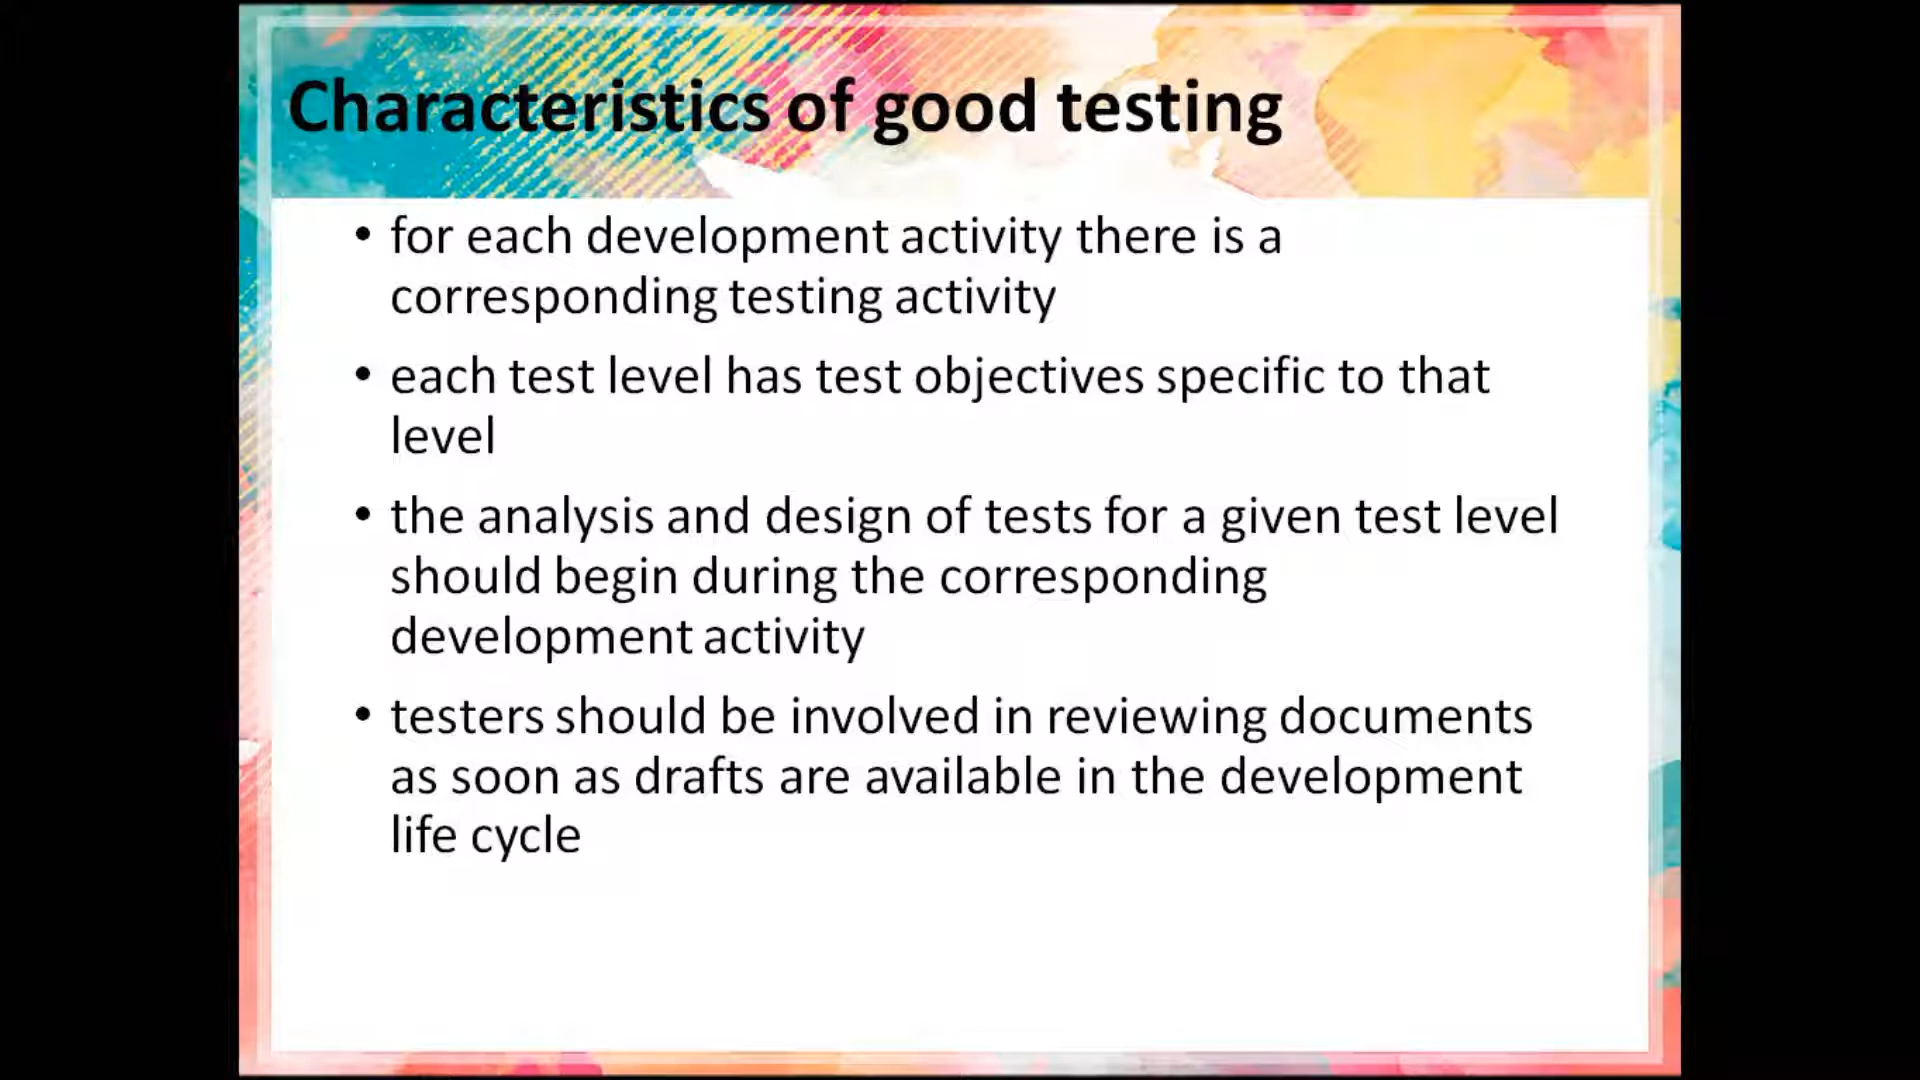 Characteristics of good testing
• for each development activity there is a
corresponding testing activity
• each test level has test objectives specific to that
level
• the analysis and design of tests for a given test level
should begin during the corresponding
development activity
• testers should be involved in reviewing documents
as soon as drafts are available in the development
life cycle